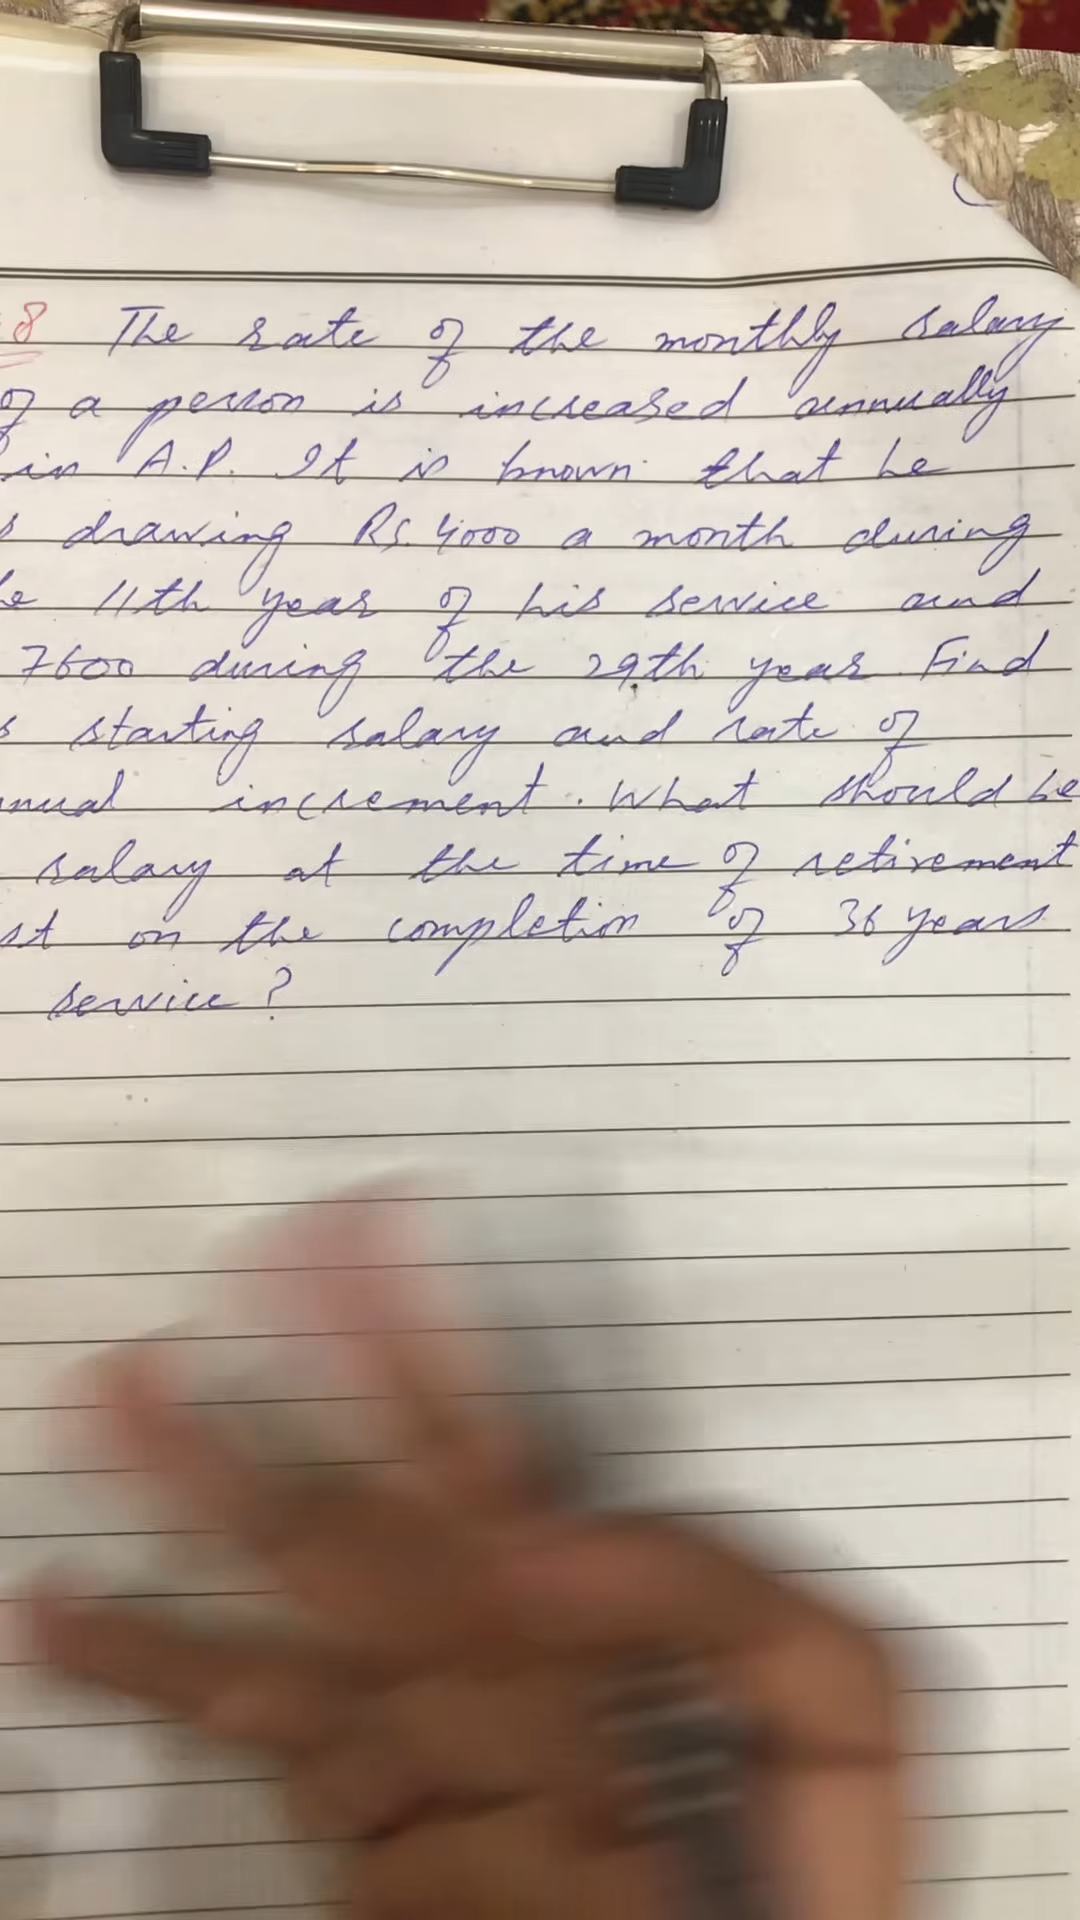 8 The rate of the monthly salary
of a person is increased annually
in A.P. It is known that he
s drawing Rs. 4000 a month during
he 11th year of his service and
7600 during the 29th year. Find
s starting salary and rate of
nnual increment. What should be
salary at the time of retirement
st on the completion of 36 years
service?